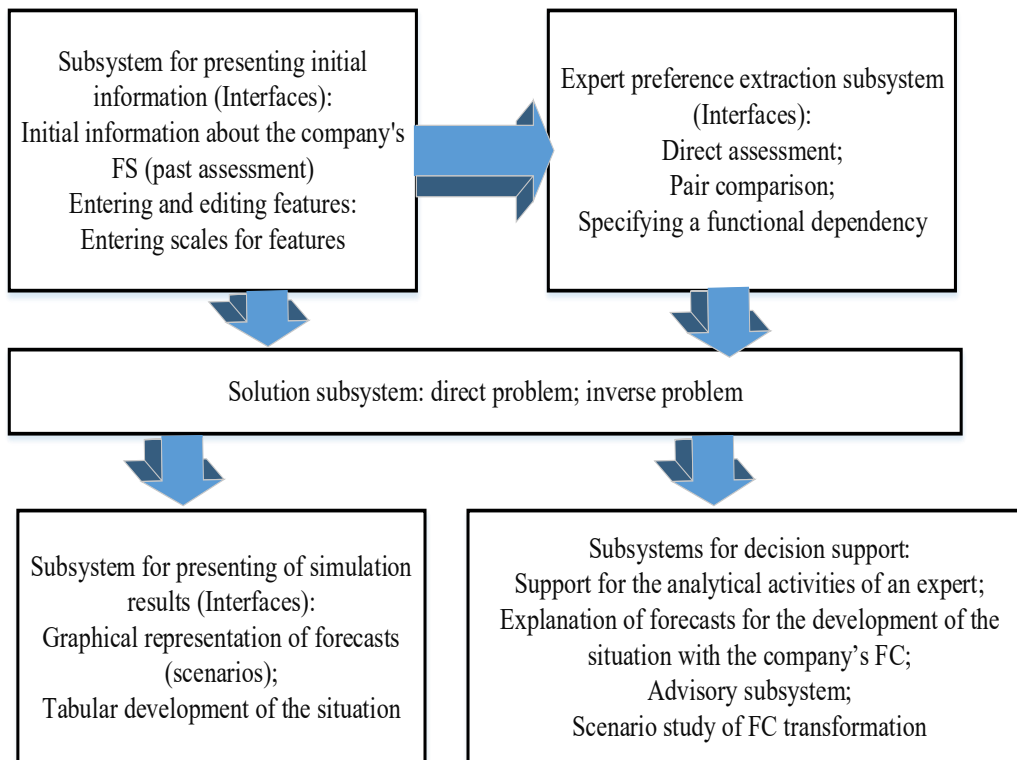 Subsystem for presenting initial
information (Interfaces):
Initial information about the company's
FS (past assessment)
Entering and editing features:
Entering scales for features
Expert preference extraction subsystem
(Interfaces):
Direct assessment;
Pair comparison;
Specifying a functional dependency
Solution subsystem: direct problem; inverse problem
Subsystem for presenting of simulation
results (Interfaces):
Graphical representation of forecasts
(scenarios);
Tabular development of the situation
Subsystems for decision support:
Support for the analytical activities of an expert;
Explanation of forecasts for the development of the
situation with the company’s FC;
Advisory subsystem;
Scenario study of FC transformation